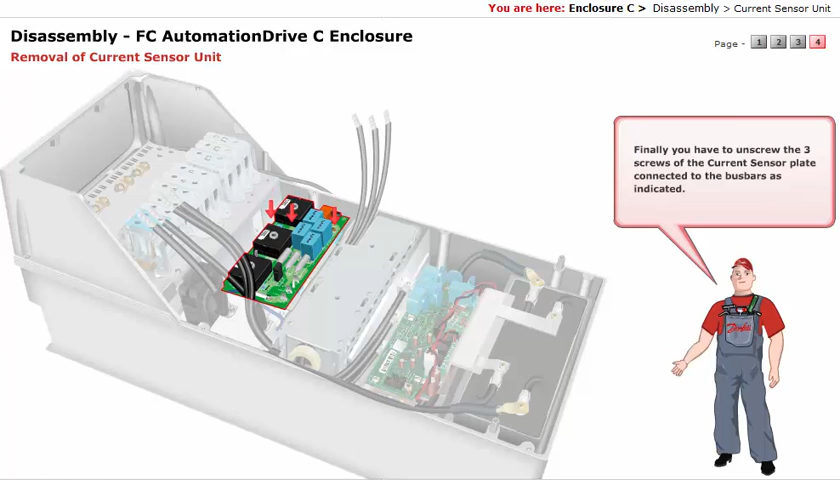 You are here: Enclosure C > Disassembly > Current Sensor Unit
Disassembly - FC AutomationDrive C Enclosure
Removal of Current Sensor Unit
Page - 1 2 3 4
Finally you have to unscrew the 3
screws of the Current Sensor plate
connected to the busbars as
indicated.
Danfoss